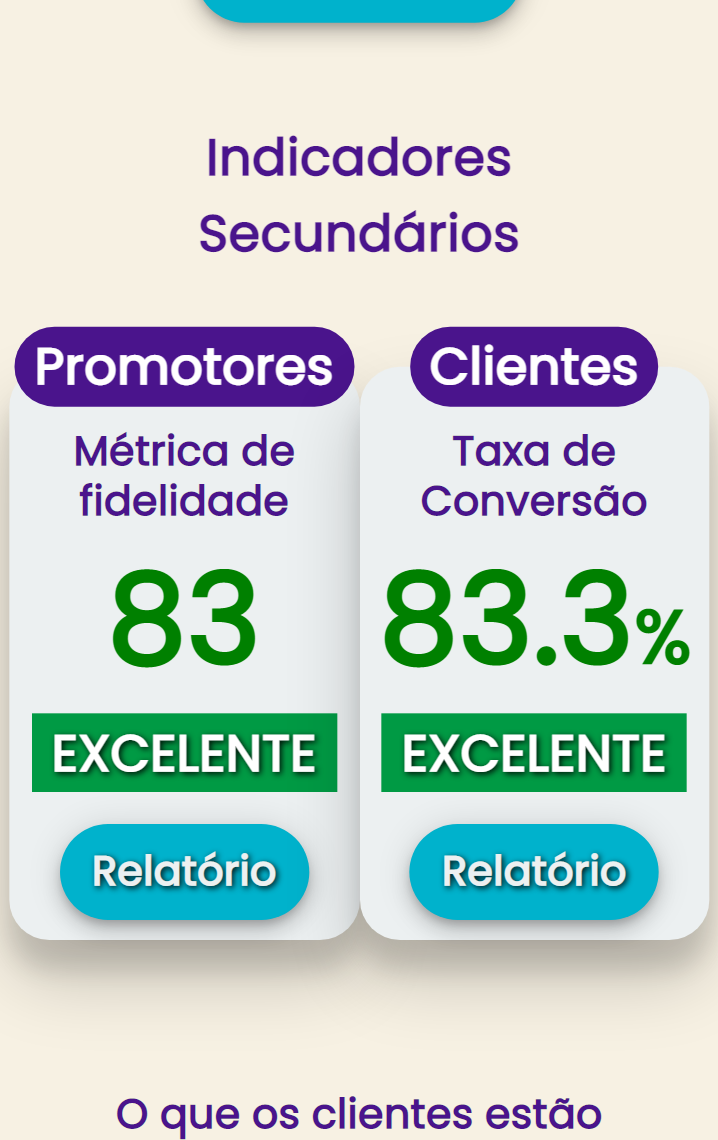 Indicadores
Secundários
Promotores
Métrica de
fidelidade
83
EXCELENTE
Relatório
Clientes
Taxa de
Conversão
83.3%
EXCELENTE
Relatório
O que os clientes estão